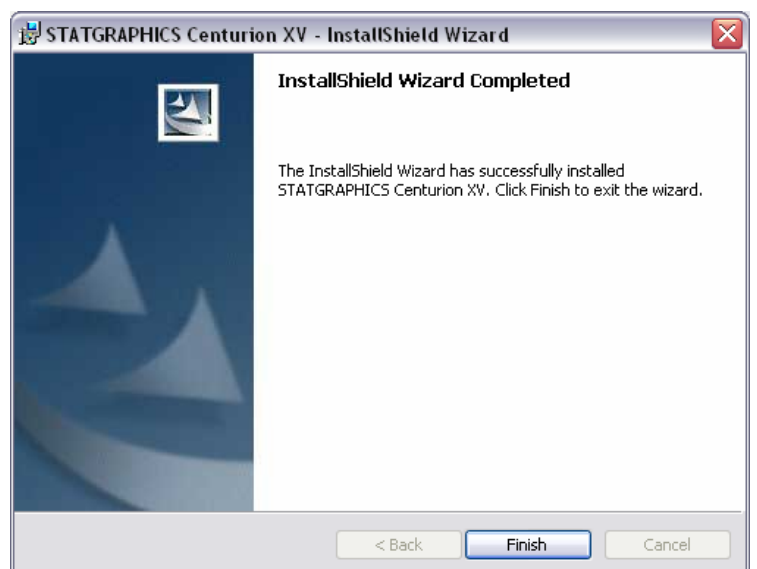 STATGRAPHICS Centurion XV - InstallShield Wizard
InstallShield Wizard Completed
The InstallShield Wizard has successfully installed
STATGRAPHICS Centurion XV. Click Finish to exit the wizard.
< Back Finish Cancel